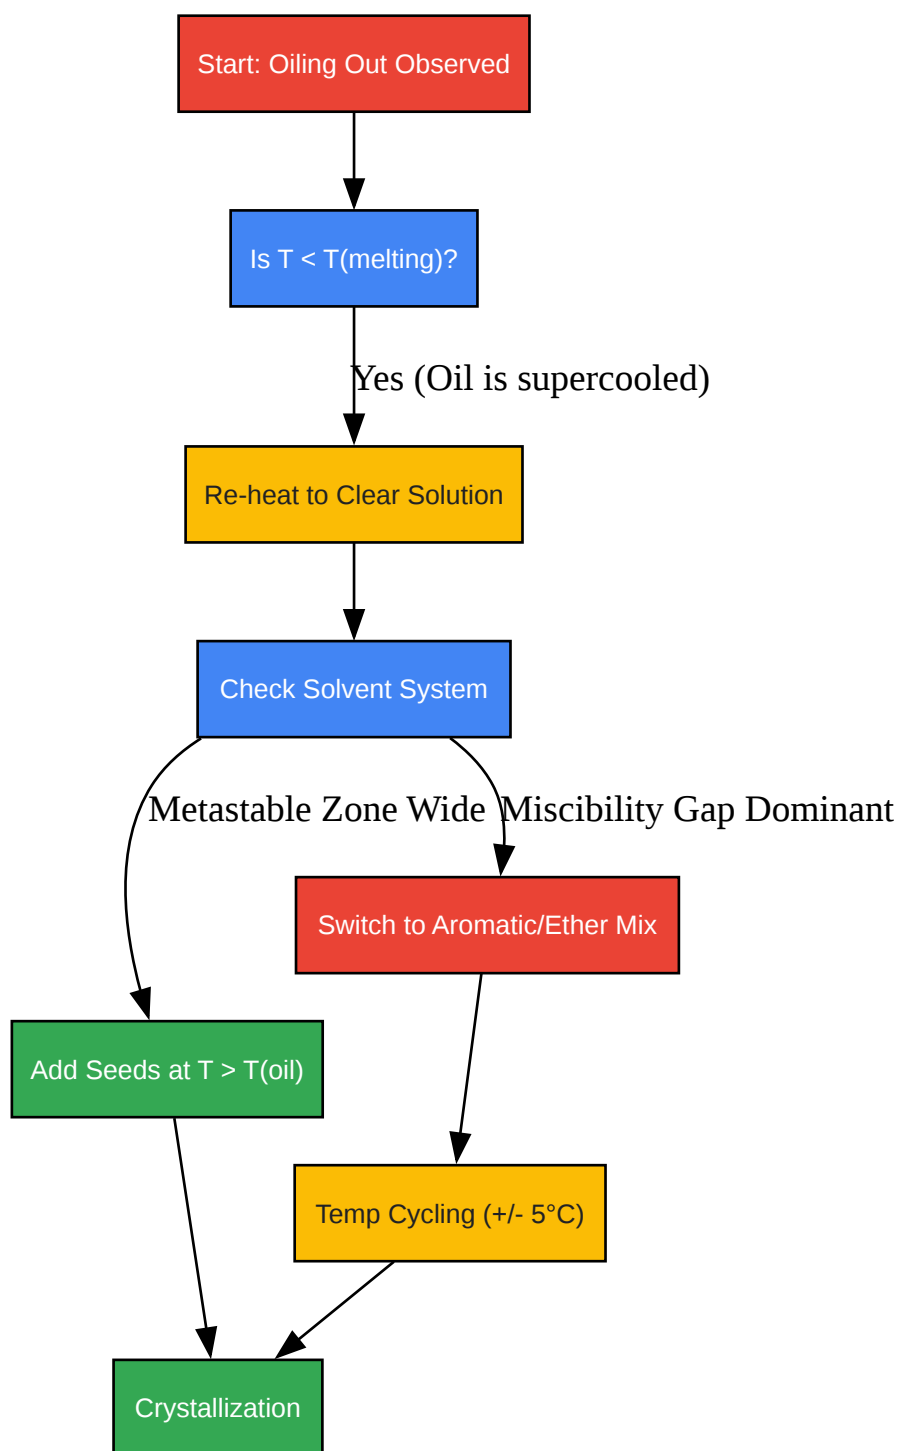 Start: Oiling Out Observed
Is T < T(melting)?
Yes (Oil is supercooled)
Re-heat to Clear Solution
Check Solvent System
Metastable Zone Wide
Miscibility Gap Dominant
Switch to Aromatic/Ether Mix
Add Seeds at T > T(oil)
Temp Cycling (+/- 5°C)
Crystallization